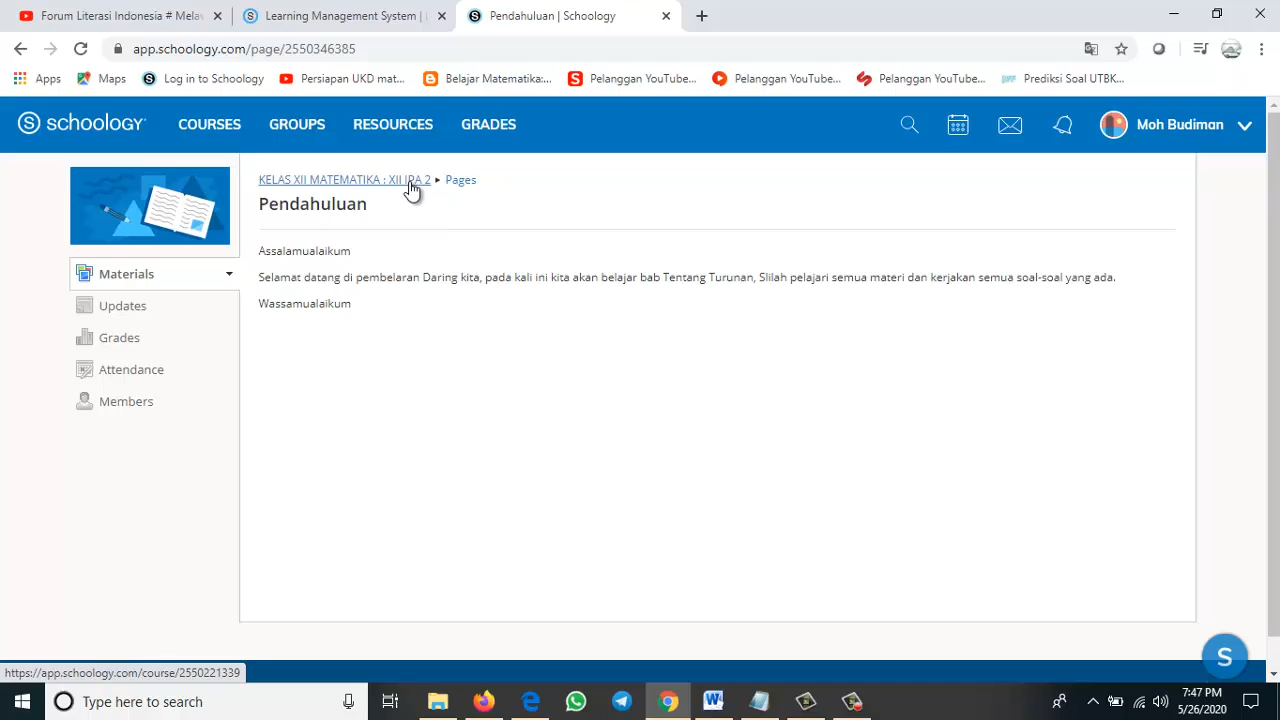 Forum Literasi Indonesia # Mela
Learning Management System |
Pendahuluan | Schoology
app.schoology.com/page/2550346385
Apps
Maps
Log in to Schoology
Persiapan UKD mat...
Belajar Matematika:...
Pelanggan YouTube...
Pelanggan YouTube...
Pelanggan YouTube...
Prediksi Soal UTBK...
S schoology
COURSES
GROUPS
RESOURCES
GRADES
Moh Budiman
KELAS XII MATEMATIKA : XII IPA 2 ▸ Pages
Pendahuluan
Assalamualaikum
Selamat datang di pembelaran Daring kita, pada kali ini kita akan belajar bab Tentang Turunan, Slilah pelajari semua materi dan kerjakan semua soal-soal yang ada.
Wassamualaikum
Materials
Updates
Grades
Attendance
Members
S
https://app.schoology.com/course/2550221339
Type here to search
7:47 PM
5/26/2020